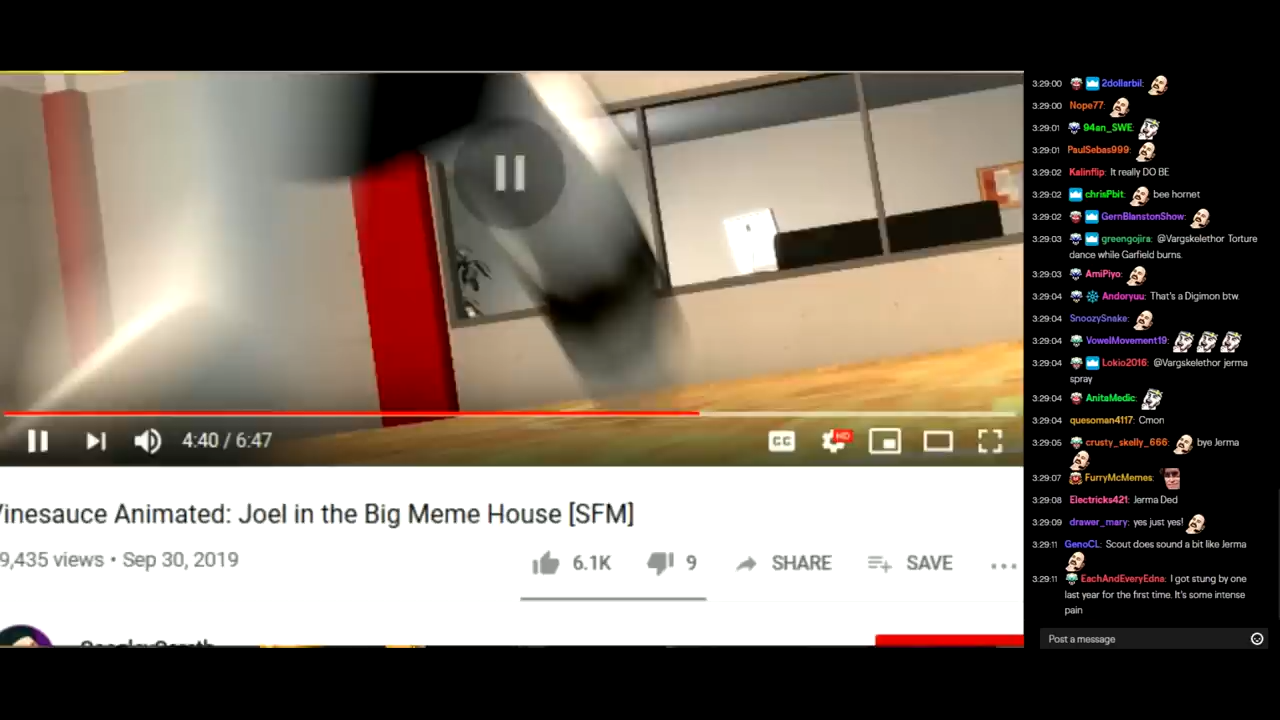 4:40 / 6:47
CC
HD
Vinesauce Animated: Joel in the Big Meme House [SFM]
9,435 views • Sep 30, 2019
6.1K
9
SHARE
SAVE
3:29:00 2dollarbil:
3:29:00 Nope77:
3:29:01 94an_SWE:
3:29:01 PaulSebas999:
3:29:02 Kalinflip: It really DO BE
3:29:02 chrisPbit: bee hornet
3:29:02 GernBlanstonShow:
3:29:03 greengojira: @Vargskelethor Torture
dance while Garfield burns.
3:29:03 AmiPiyo:
3:29:04 Andoryuu: That's a Digimon btw.
3:29:04 SnoozySnake:
3:29:04 VowelMovement19:
3:29:04 Lokio2016: @Vargskelethor jerma
spray
3:29:04 AnitaMedic:
3:29:04 quesoman4117: Cmon
3:29:05 crusty_skelly_666: bye Jerma
3:29:07 FurryMcMemes:
3:29:08 Electricks421: Jerma Ded
3:29:09 drawer_mary: yes just yes!
3:29:11 GenoCL: Scout does sound a bit like Jerma
3:29:11 EachAndEveryEdna: I got stung by one
last year for the first time. It's some intense
pain
Post a message